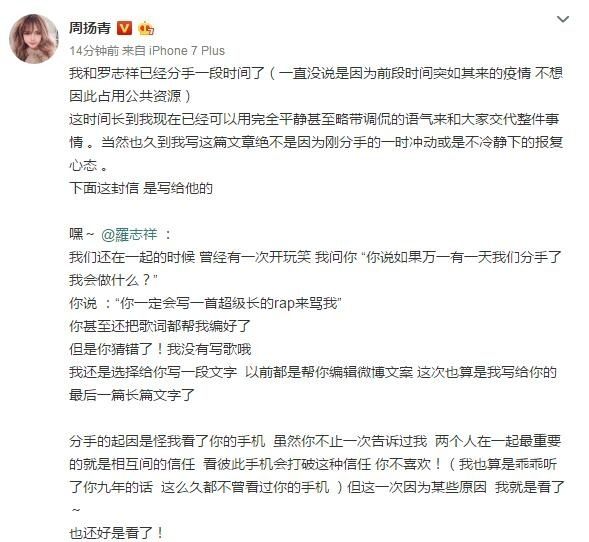 周扬青
14分钟前 来自 iPhone 7 Plus
我和罗志祥已经分手一段时间了（一直没说是因为前段时间突如其来的疫情 不想
因此占用公共资源）
这时间长到我现在已经可以用完全平静甚至略带调侃的语气来和大家交代整件事
情 。当然也久到我写这篇文章绝不是因为刚分手的一时冲动或是不冷静下的报复
心态 。
下面这封信 是写给他的
嘿～ @羅志祥 ：
我们还在一起的时候 曾经有一次开玩笑 我问你 “你说如果万一有一天我们分手了
我会做什么？”
你说 ：“你一定会写一首超级长的rap来骂我”
你甚至还把歌词都帮我编好了
但是你猜错了！我没有写歌哦
我还是选择给你写一段文字 以前都是帮你编辑微博文案 这次也算是我写给你的
最后一篇长篇文字了
分手的起因是怪我看了你的手机 虽然你不止一次告诉过我 两个人在一起最重要
的就是相互间的信任 看彼此手机会打破这种信任 你不喜欢！（ 我也算是乖乖听
了你九年的话 这么久都不曾看过你的手机 ）但这一次因为某些原因 我就是看了
～
也还好是看了！